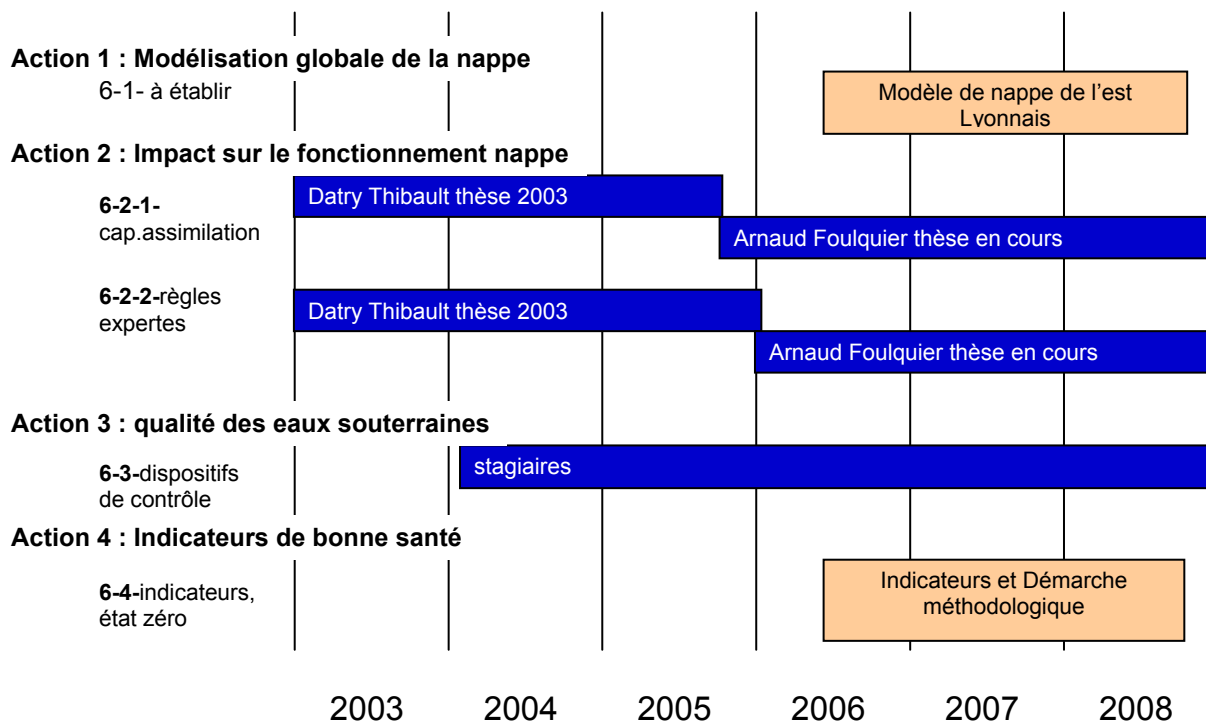 Action 1 : Modélisation globale de la nappe
6-1- à établir
Modèle de nappe de l'est
Lyonnais
Action 2 : Impact sur le fonctionnement nappe
6-2-1-
cap.assimilation
Datry Thibault thèse 2003
Arnaud Foulquier thèse en cours
6-2-2-règles
expertes
Datry Thibault thèse 2003
Arnaud Foulquier thèse en cours
Action 3 : qualité des eaux souterraines
6-3-dispositifs
de contrôle
stagiaires
Action 4 : Indicateurs de bonne santé
6-4-indicateurs,
état zéro
Indicateurs et Démarche
méthodologique
2003 2004 2005 2006 2007 2008